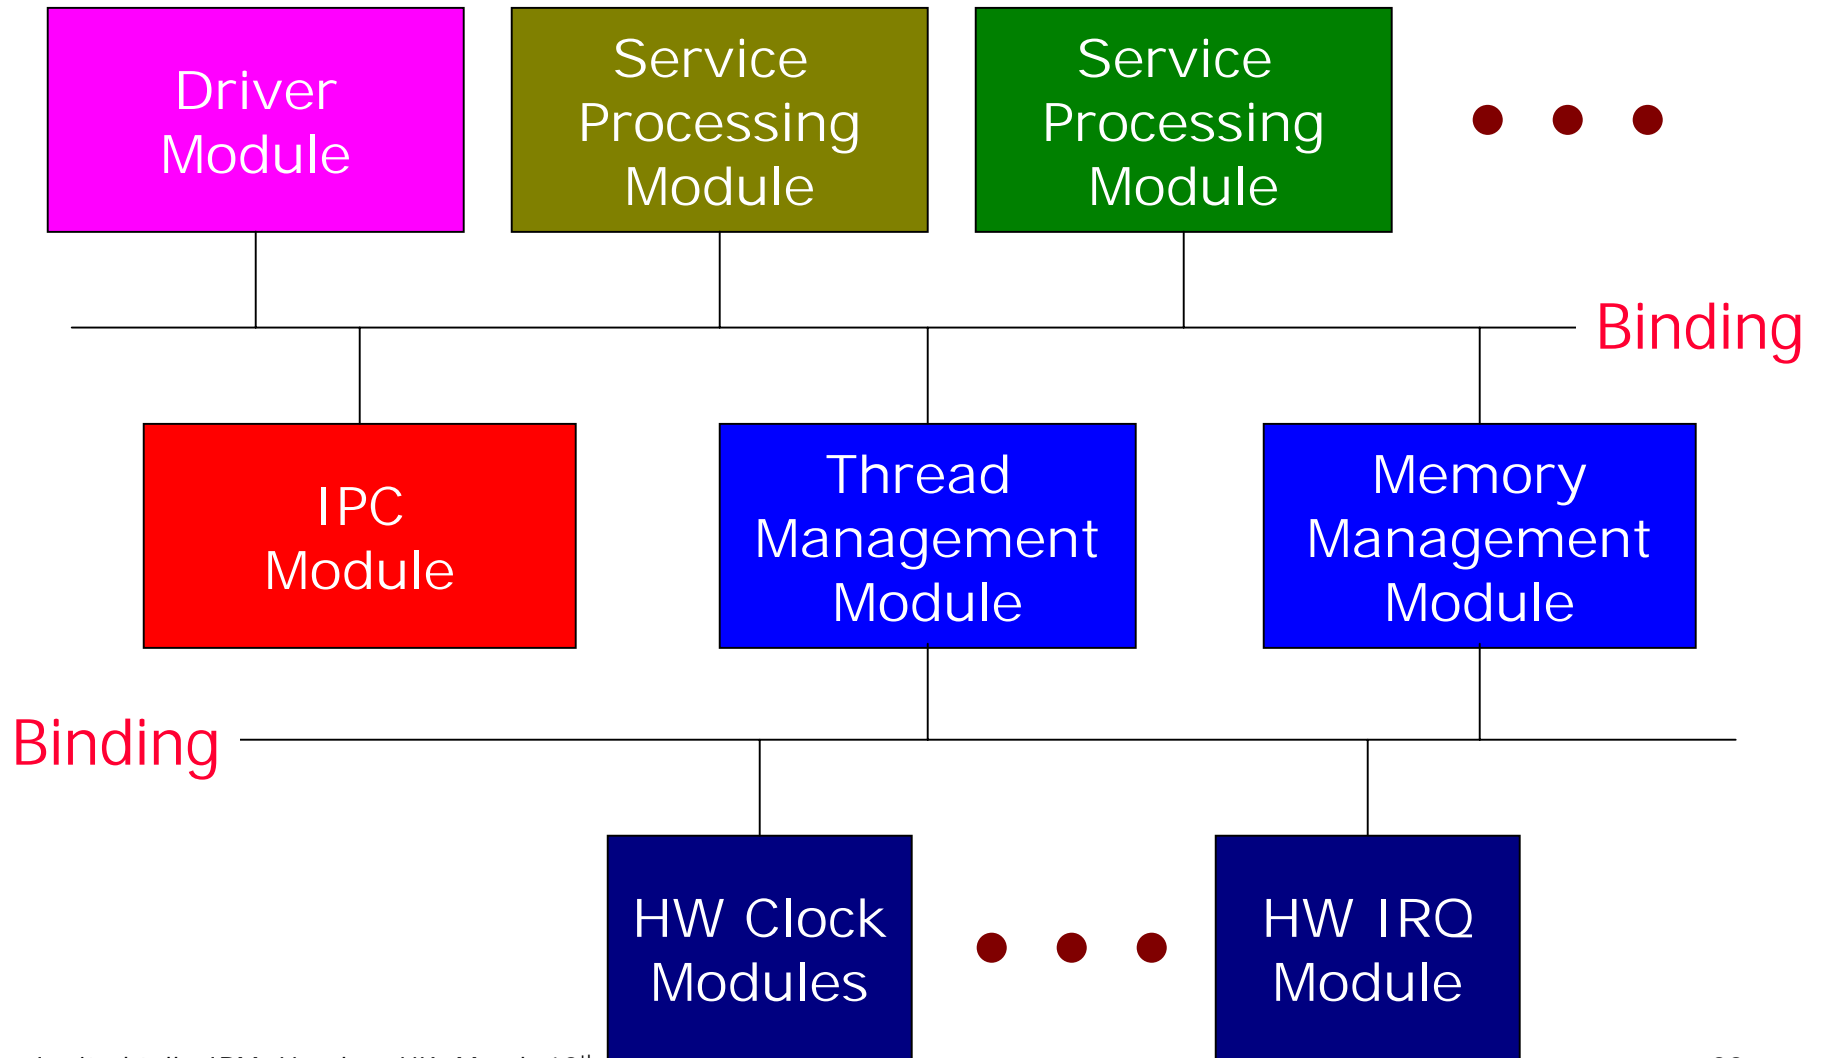 Driver
Module
Service
Processing
Module
Service
Processing
Module
Binding
IPC
Module
Thread
Management
Module
Memory
Management
Module
Binding
HW Clock
Modules
HW IRQ
Module